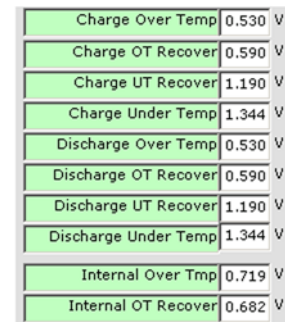 Charge Over Temp 0.530 V
Charge OT Recover 0.590 V
Charge UT Recover 1.190 V
Charge Under Temp 1.344 V
Discharge Over Temp 0.530 V
Discharge OT Recover 0.590 V
Discharge UT Recover 1.190 V
Discharge Under Temp 1.344 V
Internal Over Tmp 0.719 V
Internal OT Recover 0.682 V